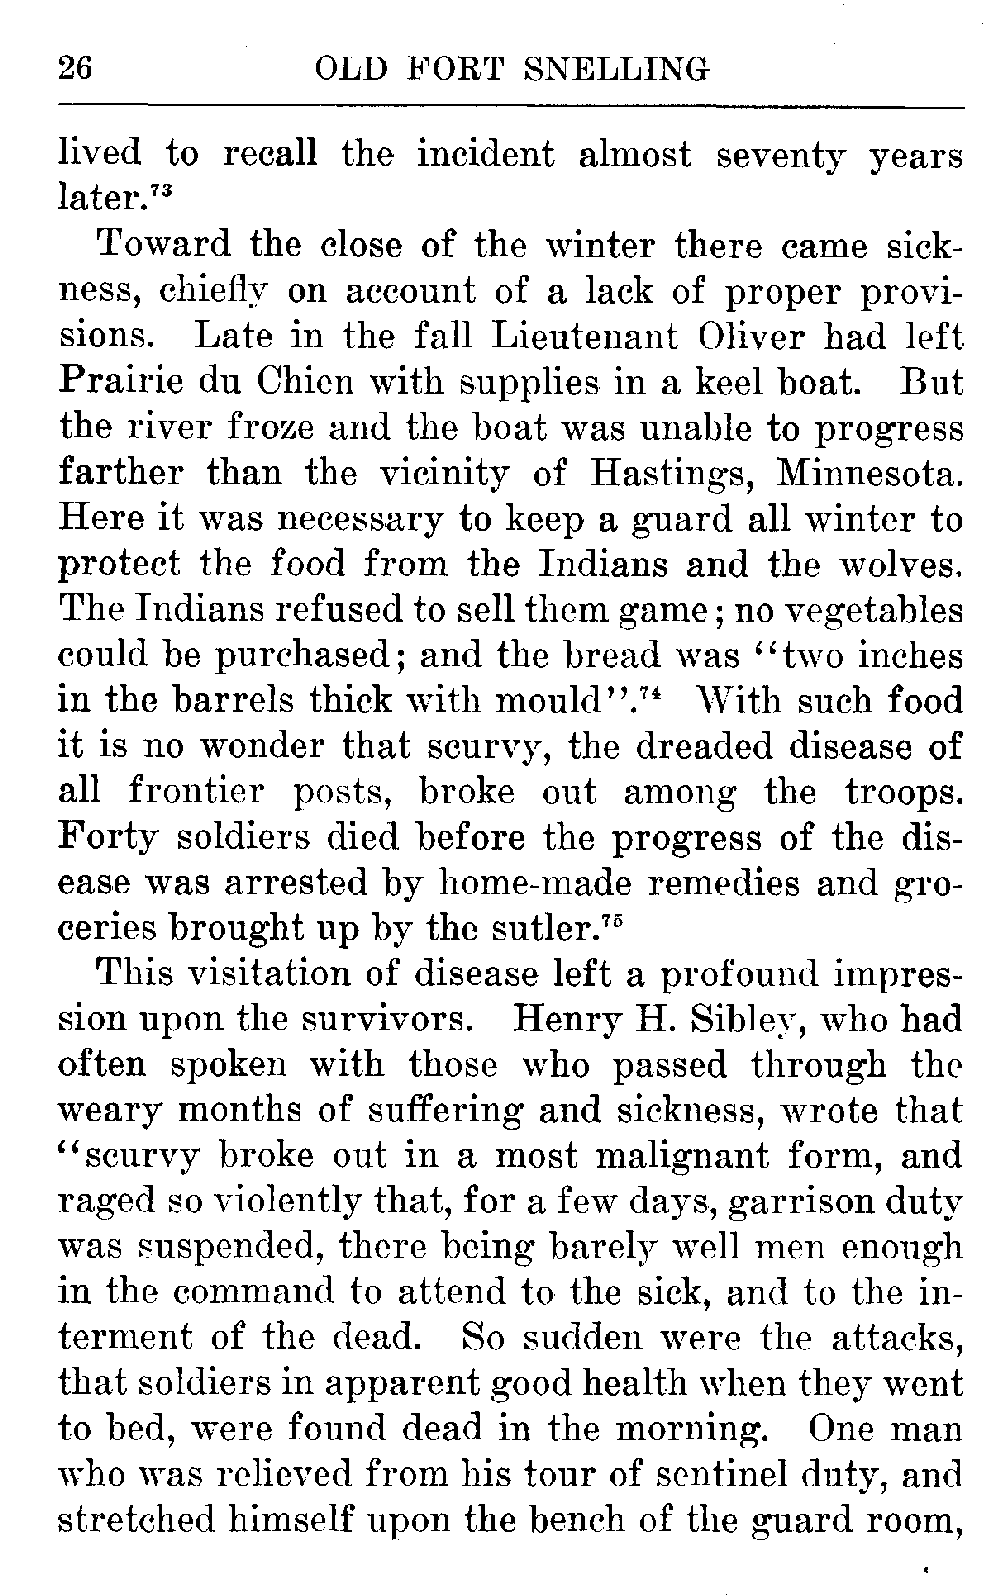 26 OLD FORT SNELLING
lived to recall the incident almost seventy years
later.⁷³
Toward the close of the winter there came sick-
ness, chiefly on account of a lack of proper provi-
sions. Late in the fall Lieutenant Oliver had left
Prairie du Chien with supplies in a keel boat. But
the river froze and the boat was unable to progress
farther than the vicinity of Hastings, Minnesota.
Here it was necessary to keep a guard all winter to
protect the food from the Indians and the wolves.
The Indians refused to sell them game; no vegetables
could be purchased; and the bread was “two inches
in the barrels thick with mould”.⁷⁴ With such food
it is no wonder that scurvy, the dreaded disease of
all frontier posts, broke out among the troops.
Forty soldiers died before the progress of the dis-
ease was arrested by home-made remedies and gro-
ceries brought up by the sutler.⁷⁵
This visitation of disease left a profound impres-
sion upon the survivors. Henry H. Sibley, who had
often spoken with those who passed through the
weary months of suffering and sickness, wrote that
“scurvy broke out in a most malignant form, and
raged so violently that, for a few days, garrison duty
was suspended, there being barely well men enough
in the command to attend to the sick, and to the in-
terment of the dead. So sudden were the attacks,
that soldiers in apparent good health when they went
to bed, were found dead in the morning. One man
who was relieved from his tour of sentinel duty, and
stretched himself upon the bench of the guard room,